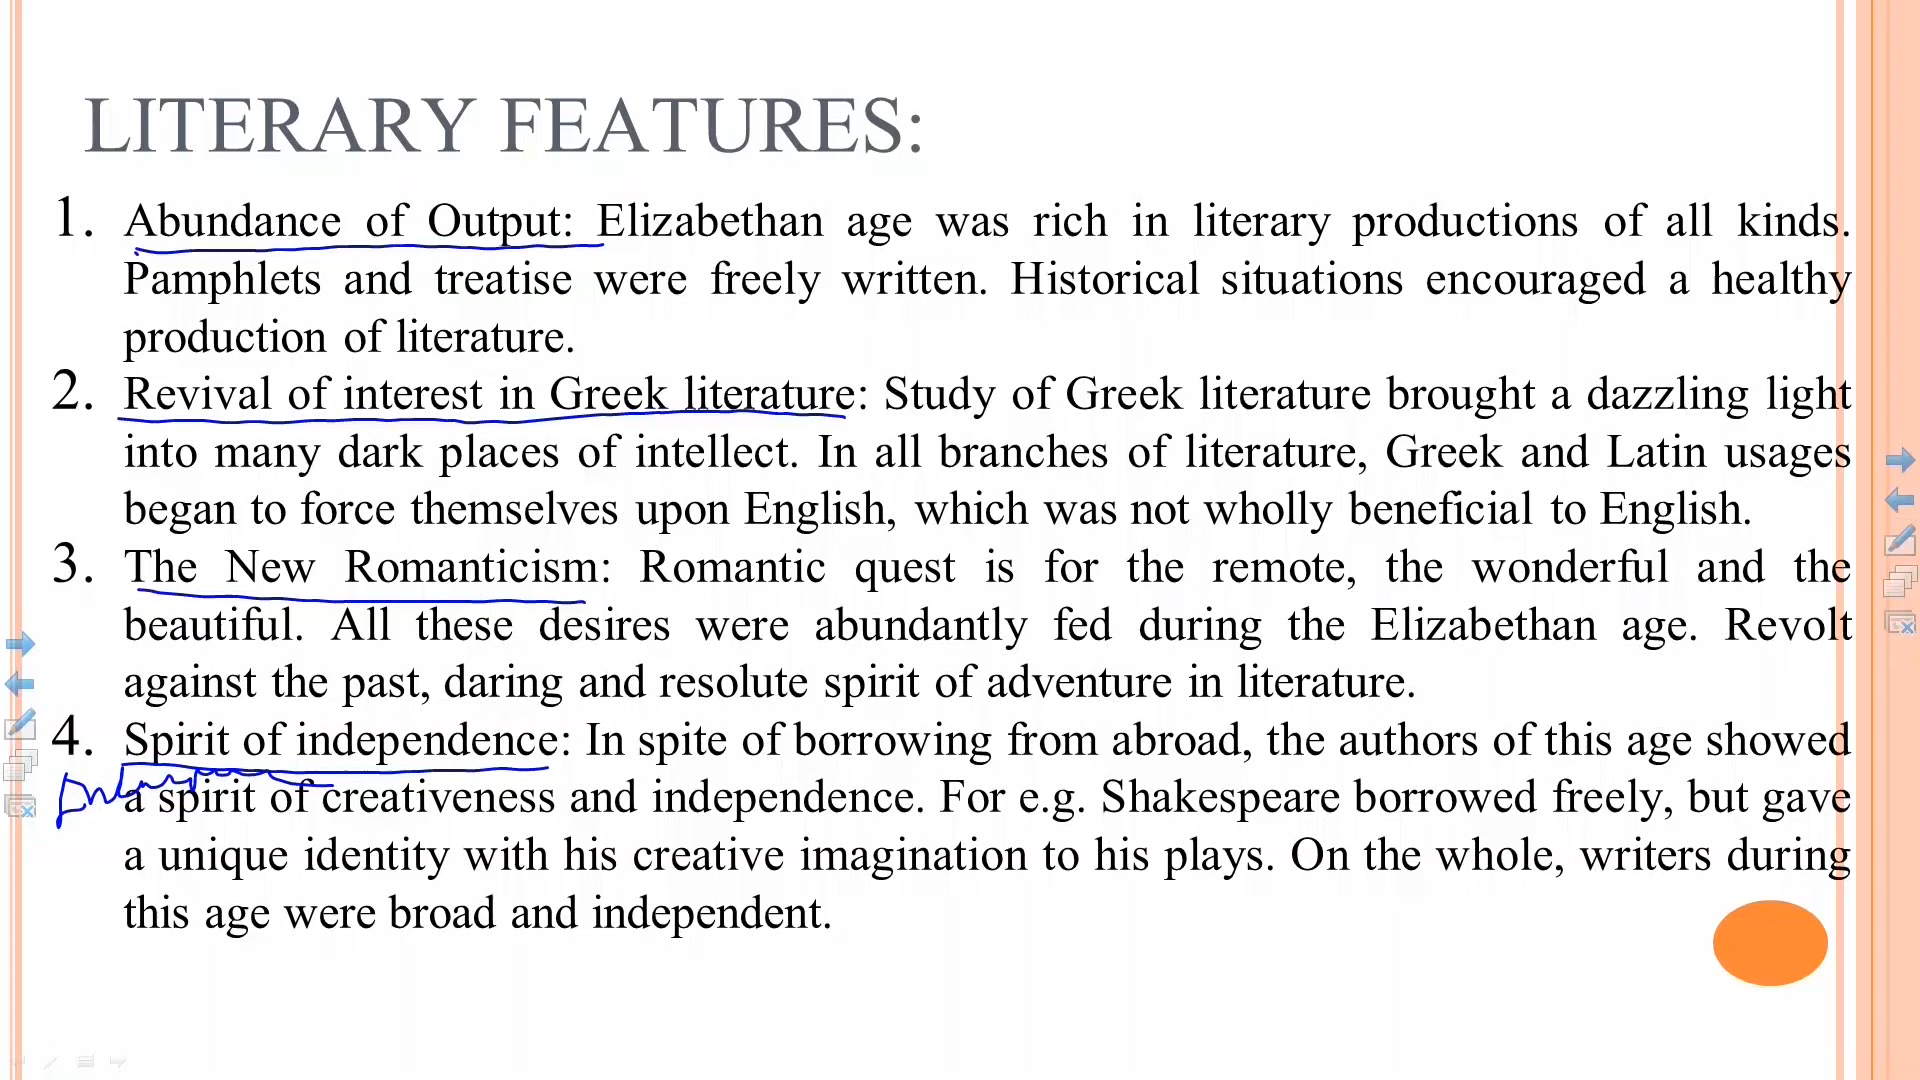 LITERARY FEATURES:
1. Abundance of Output: Elizabethan age was rich in literary productions of all kinds.
Pamphlets and treatise were freely written. Historical situations encouraged a healthy
production of literature.
2. Revival of interest in Greek literature: Study of Greek literature brought a dazzling light
into many dark places of intellect. In all branches of literature, Greek and Latin usages
began to force themselves upon English, which was not wholly beneficial to English.
3. The New Romanticism: Romantic quest is for the remote, the wonderful and the
beautiful. All these desires were abundantly fed during the Elizabethan age. Revolt
against the past, daring and resolute spirit of adventure in literature.
4. Spirit of independence: In spite of borrowing from abroad, the authors of this age showed
a spirit of creativeness and independence. For e.g. Shakespeare borrowed freely, but gave
a unique identity with his creative imagination to his plays. On the whole, writers during
this age were broad and independent.